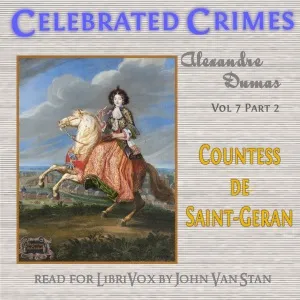 CELEBRATED CRIMES
Alexandre
Dumas
VOL 7 PART 2
COUNTESS
DE
SAINT-GERAN
READ FOR LIBRIVOX BY JOHN VAN STAN